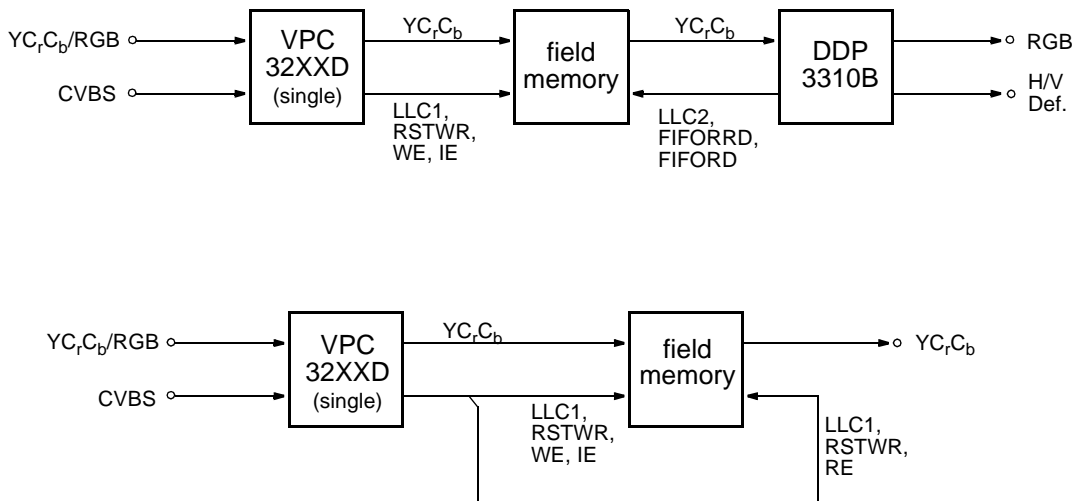 YCrCb/RGB
CVBS
VPC
32XXD
(single)
YCrCb
LLC1,
RSTWR,
WE, IE
field
memory
YCrCb
LLC2,
FIFORRD,
FIFORD
DDP
3310B
RGB
H/V
Def.
YCrCb/RGB
CVBS
VPC
32XXD
(single)
YCrCb
LLC1,
RSTWR,
WE, IE
field
memory
LLC1,
RSTWR,
RE
YCrCb